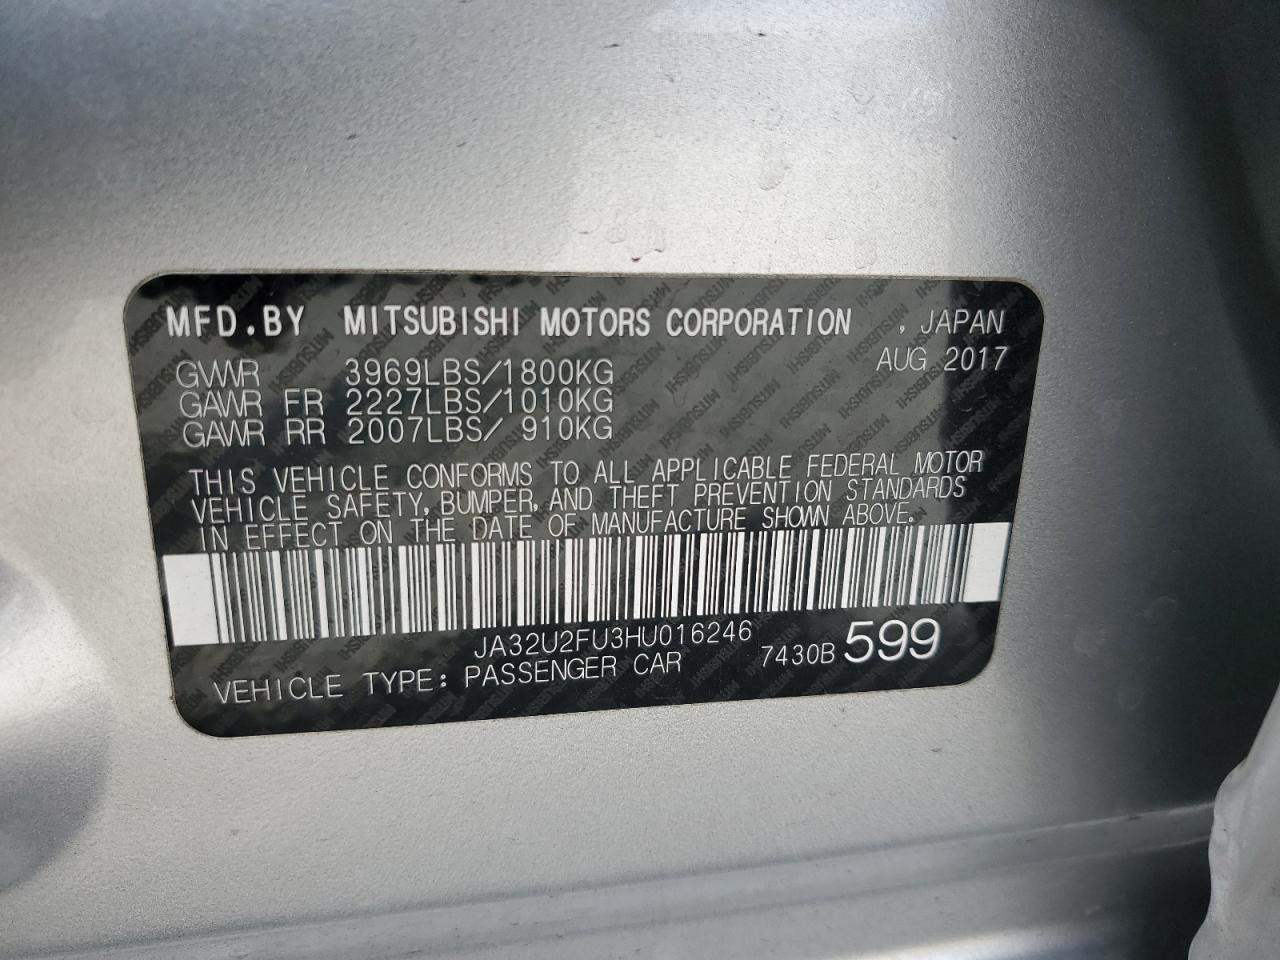 MFD.BY MITSUBISHI MOTORS CORPORATION , JAPAN
AUG 2017
GVWR 3969LBS/1800KG
GAWR FR 2227LBS/1010KG
GAWR RR 2007LBS/ 910KG
THIS VEHICLE CONFORMS TO ALL APPLICABLE FEDERAL MOTOR
VEHICLE SAFETY, BUMPER, AND THEFT PREVENTION STANDARDS
IN EFFECT ON THE DATE OF MANUFACTURE SHOWN ABOVE.
JA32U2FU3HU016246 7430B 599
VEHICLE TYPE: PASSENGER CAR